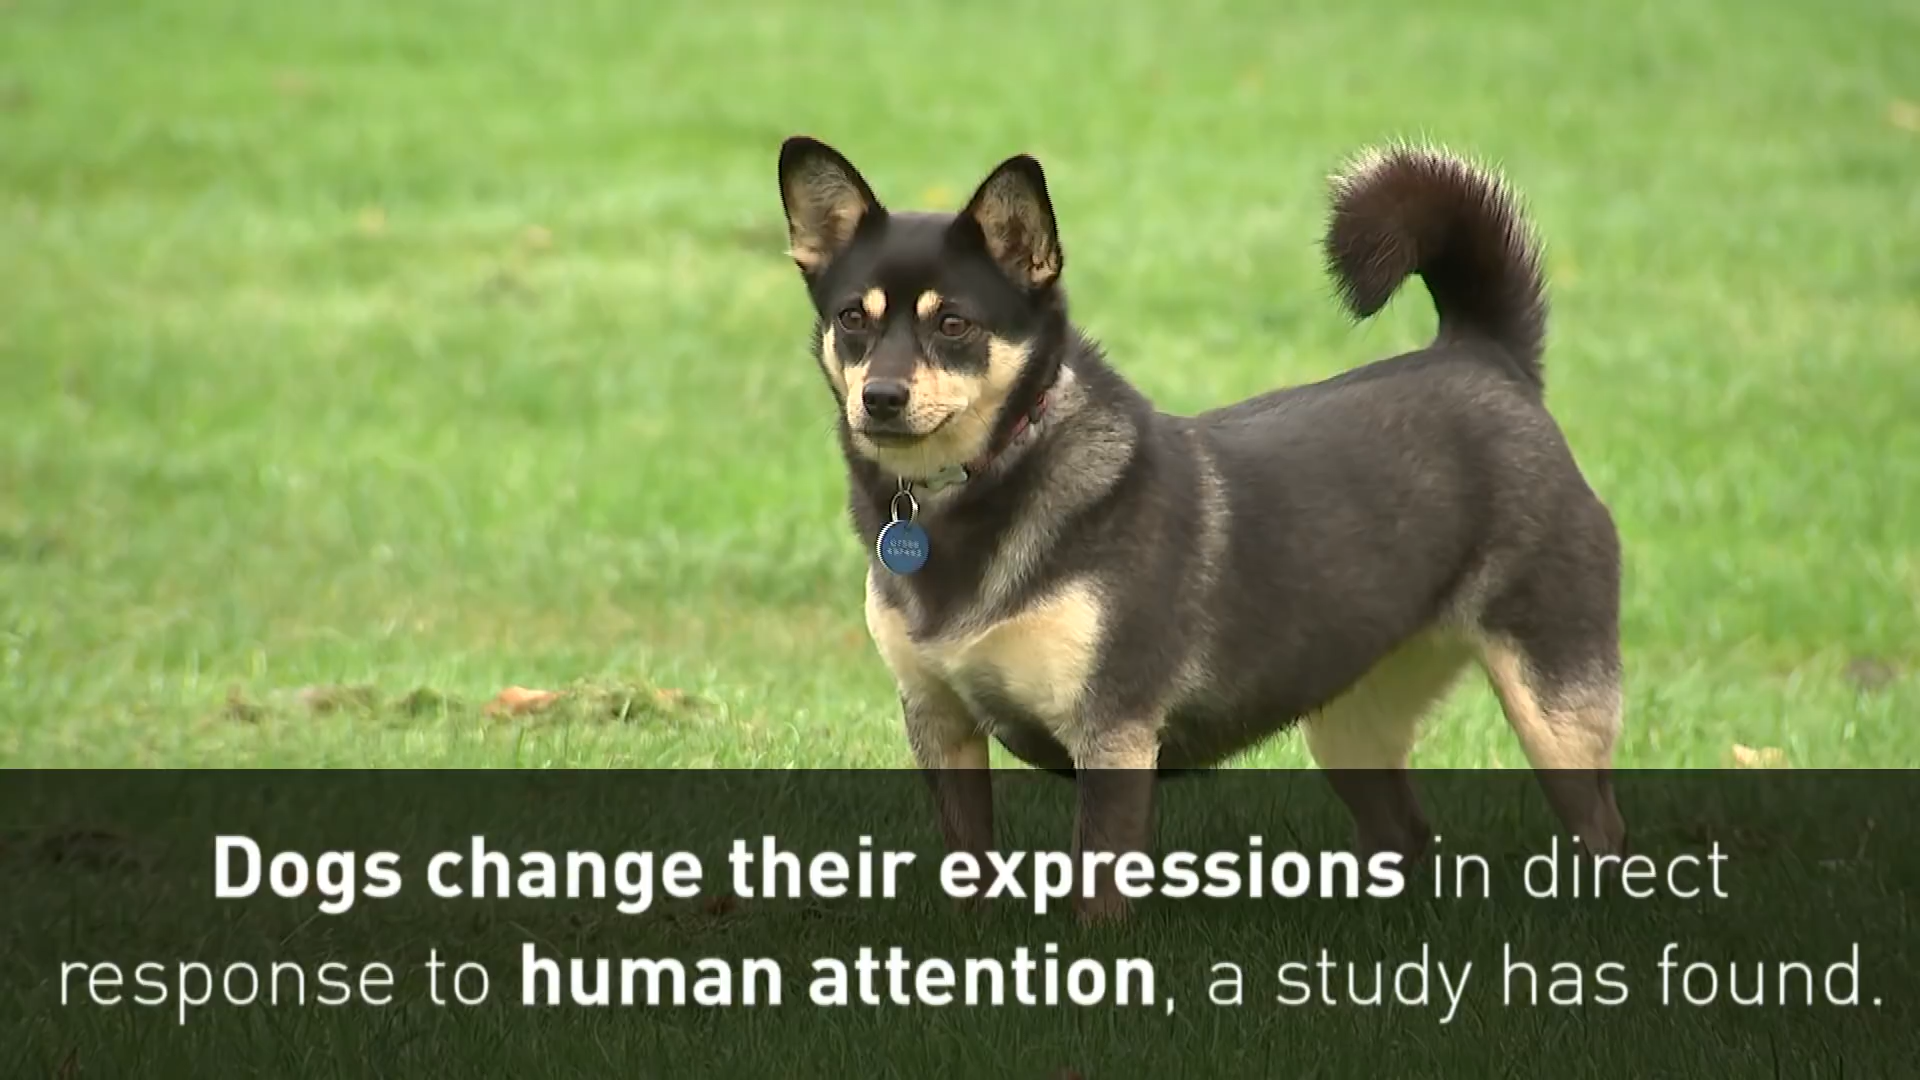 Dogs change their expressions in direct
response to human attention, a study has found.